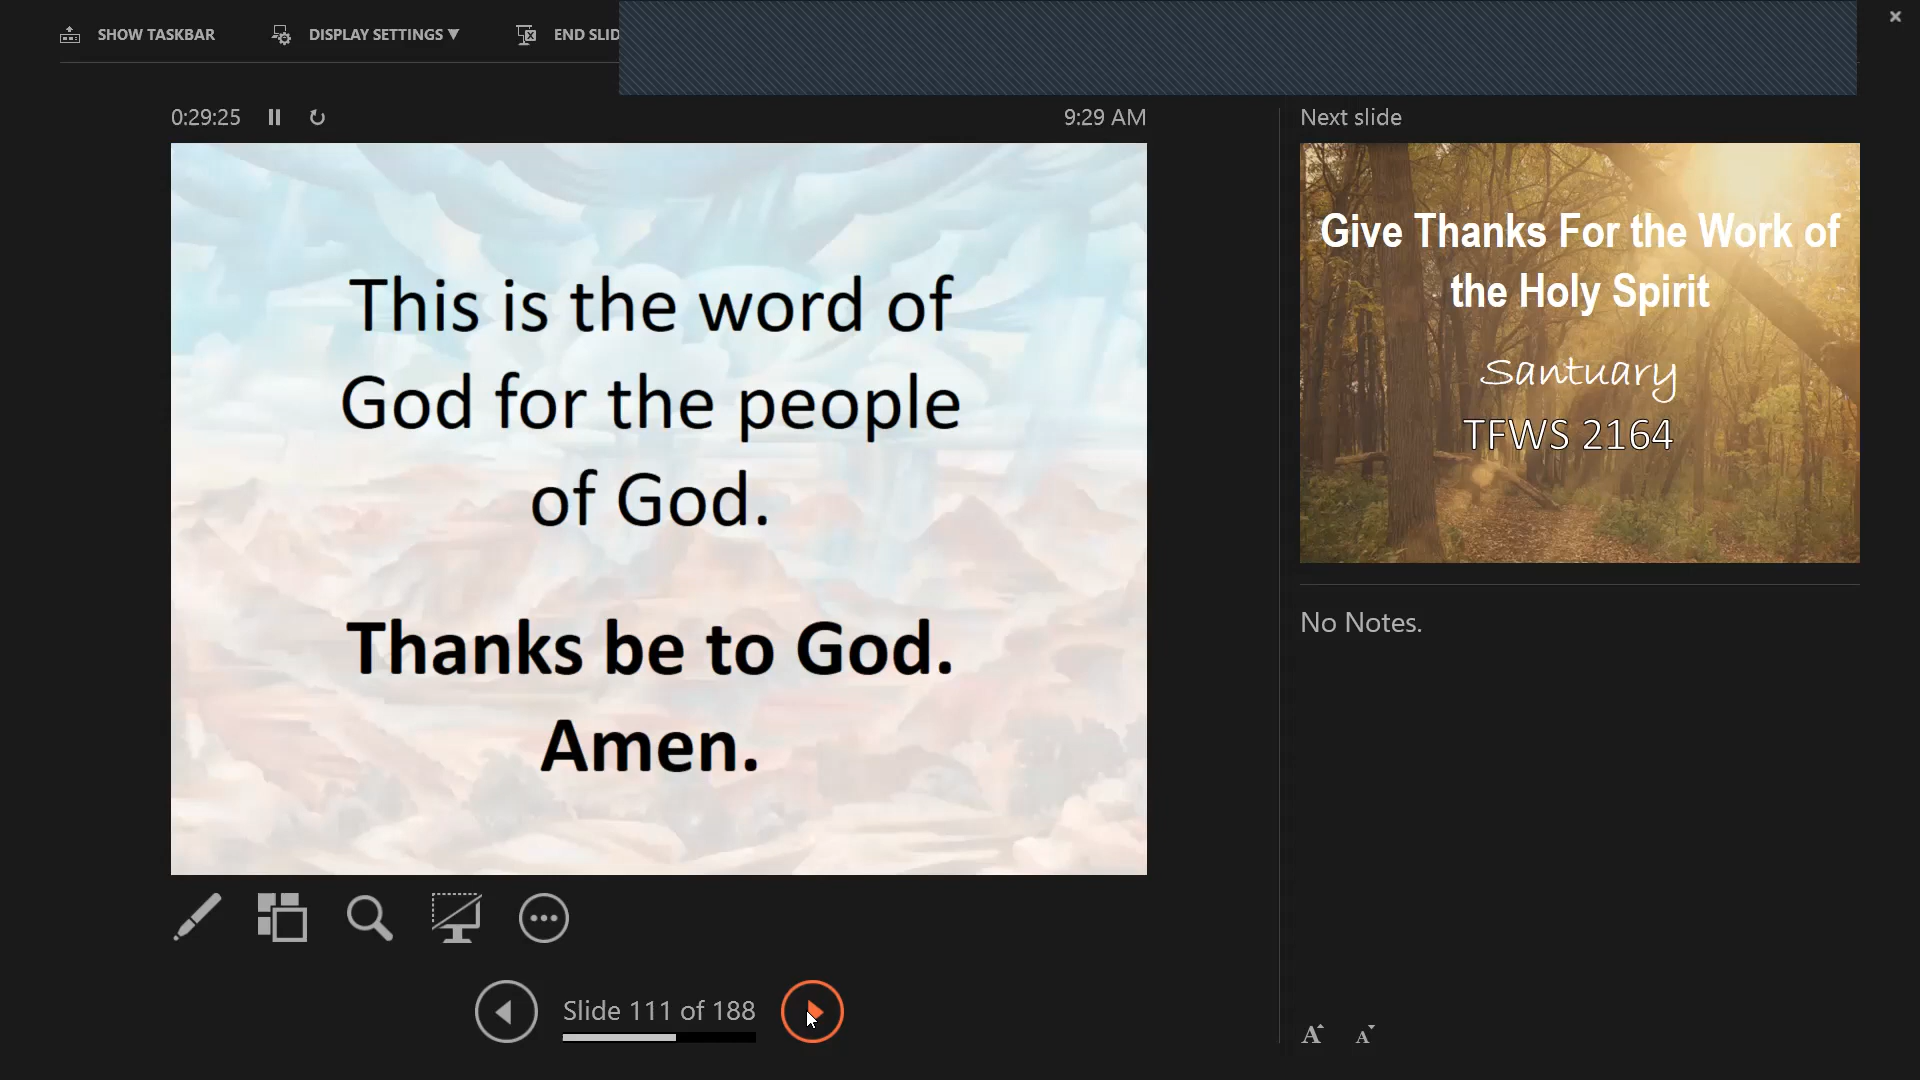 SHOW TASKBAR
DISPLAY SETTINGS ▼
END SLID
0:29:25
9:29 AM
This is the word of
God for the people
of God.
Thanks be to God.
Amen.
Slide 111 of 188
Next slide
Give Thanks For the Work of
the Holy Spirit
Santuary
TFWS 2164
No Notes.
A A